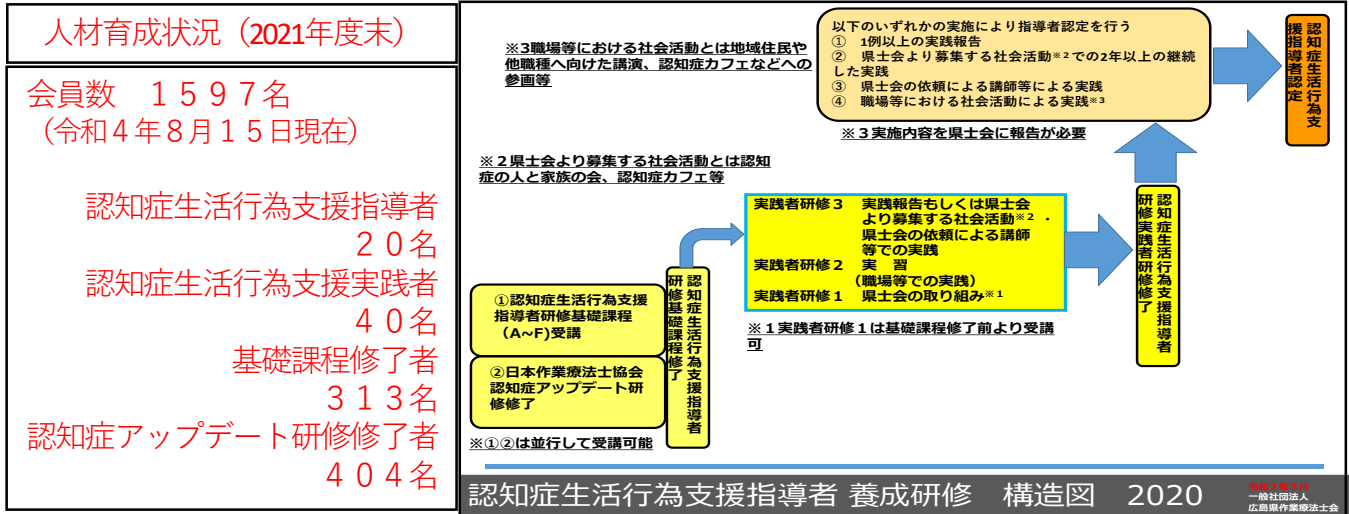 人材育成状況（2021年度末）
会員数　１５９７名
（令和４年８月１５日現在）
認知症生活行為支援指導者
２０名
認知症生活行為支援実践者
４０名
基礎課程修了者
３１３名
認知症アップデート研修修了者
４０４名
※3職場等における社会活動とは地域住民や
他職種へ向けた講演、認知症カフェなどへの
参画等
以下のいずれかの実施により指導者認定を行う
①　1例以上の実践報告
②　県士会より募集する社会活動※２での2年以上の継続
した実践
③　県士会の依頼による講師等による実践
④　職場等における社会活動による実践※３
認知症生活行為支
援指導者認定
※３実施内容を県士会に報告が必要
※２県士会より募集する社会活動とは認知
症の人と家族の会、認知症カフェ等
実践者研修３　実践報告もしくは県士会
より募集する社会活動※２・
県士会の依頼による講師
等での実践
実践者研修２　実　習
（職場等での実践）
実践者研修１　県士会の取り組み※１
認知症生活行為支援指導者
研修実践者研修修了
※１実践者研修１は基礎課程修了前より受講
可
①認知症生活行為支援
指導者研修基礎課程
（A~F)受講
②日本作業療法士協会
認知症アップデート研
修修了
認知症生活行為支援指導者
研修基礎課程修了
※①②は並行して受講可能
認知症生活行為支援指導者 養成研修　構造図　2020
令和２年３月
一般社団法人
広島県作業療法士会